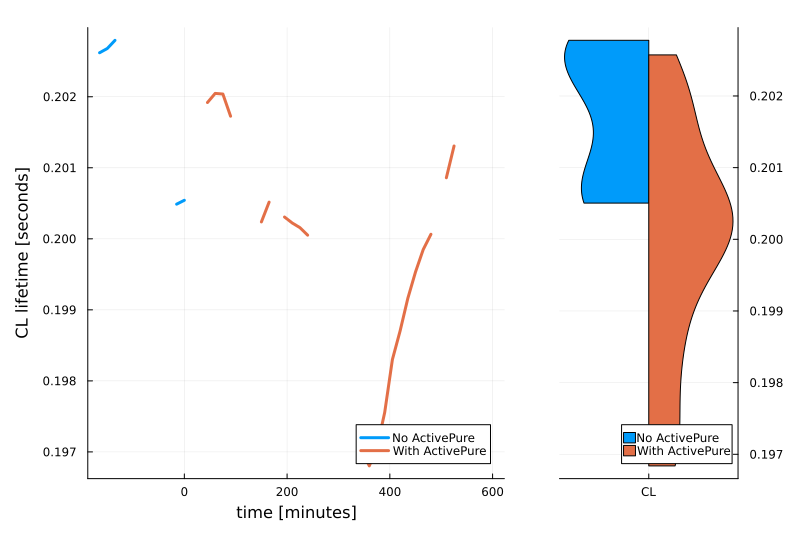 CL lifetime [seconds]
0.202
0.201
0.200
0.199
0.198
0.197
0
200
400
600
time [minutes]
No ActivePure
With ActivePure
0.202
0.201
0.200
0.199
0.198
0.197
CL
No ActivePure
With ActivePure